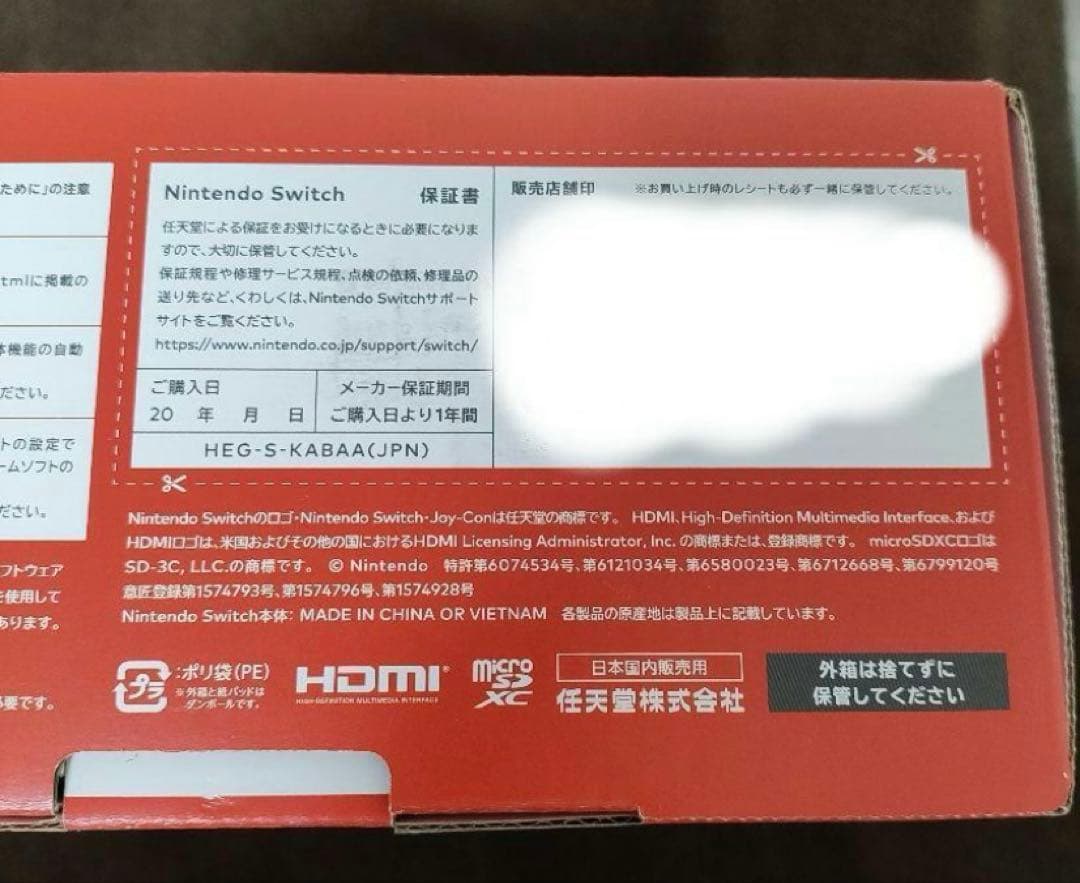 ために」の注意
tmlに掲載の
機能の自動
ださい。
トの設定で
ームソフトの
ださい。
フトウェア
使用して
あります。
必要です。
Nintendo Switch 保証書
任天堂による保証をお受けになるときに必要になりま
すので、大切に保管してください。
保証規程や修理サービス規程、点検の依頼、修理品の
送り先など、くわしくは、Nintendo Switchサポート
サイトをご覧ください。
https://www.nintendo.co.jp/support/switch/
ご購入日
20 年 月 日
メーカー保証期間
ご購入日より1年間
HEG-S-KABAA(JPN)
販売店舗印 ※お買い上げ時のレシートも必ず一緒に保管してください。
Nintendo Switchのロゴ・Nintendo Switch・Joy-Conは任天堂の商標です。 HDMI、High-Definition Multimedia Interface、および
HDMIロゴは、米国およびその他の国におけるHDMI Licensing Administrator, Inc. の商標または、登録商標です。 microSDXCロゴは
SD-3C, LLC.の商標です。 © Nintendo 特許第6074534号、第6121034号、第6580023号、第6712668号、第6799120号
意匠登録第1574793号、第1574796号、第1574928号
Nintendo Switch本体: MADE IN CHINA OR VIETNAM 各製品の原産地は製品上に記載しています。
プラ
:ポリ袋(PE)
※外箱と紙パッドは
ダンボールです。
HDMI®
HIGH-DEFINITION MULTIMEDIA INTERFACE
micro
SD
XC
日本国内販売用
任天堂株式会社
外箱は捨てずに
保管してください